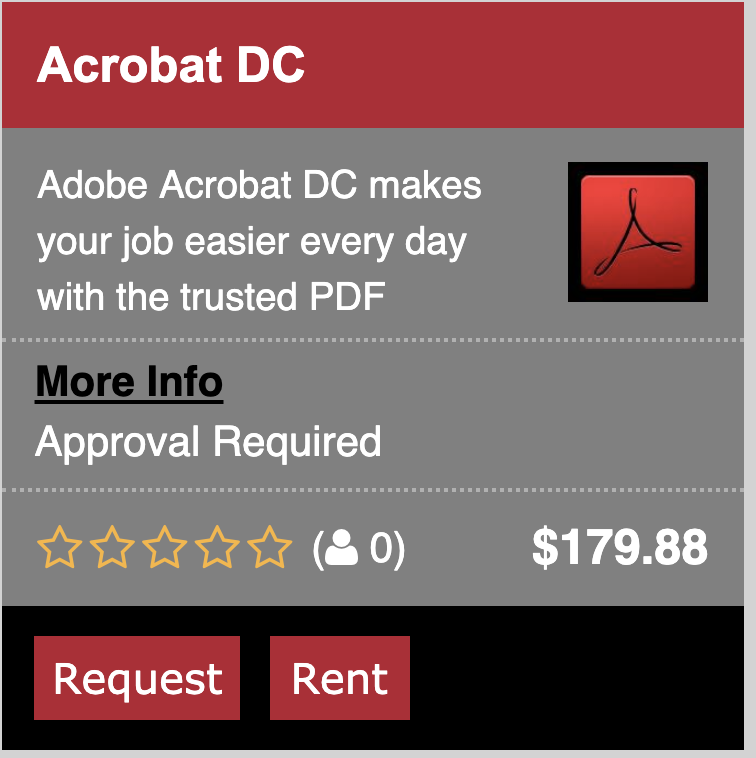 Acrobat DC
Adobe Acrobat DC makes
your job easier every day
with the trusted PDF
More Info
Approval Required
(0)
$179.88
Request
Rent